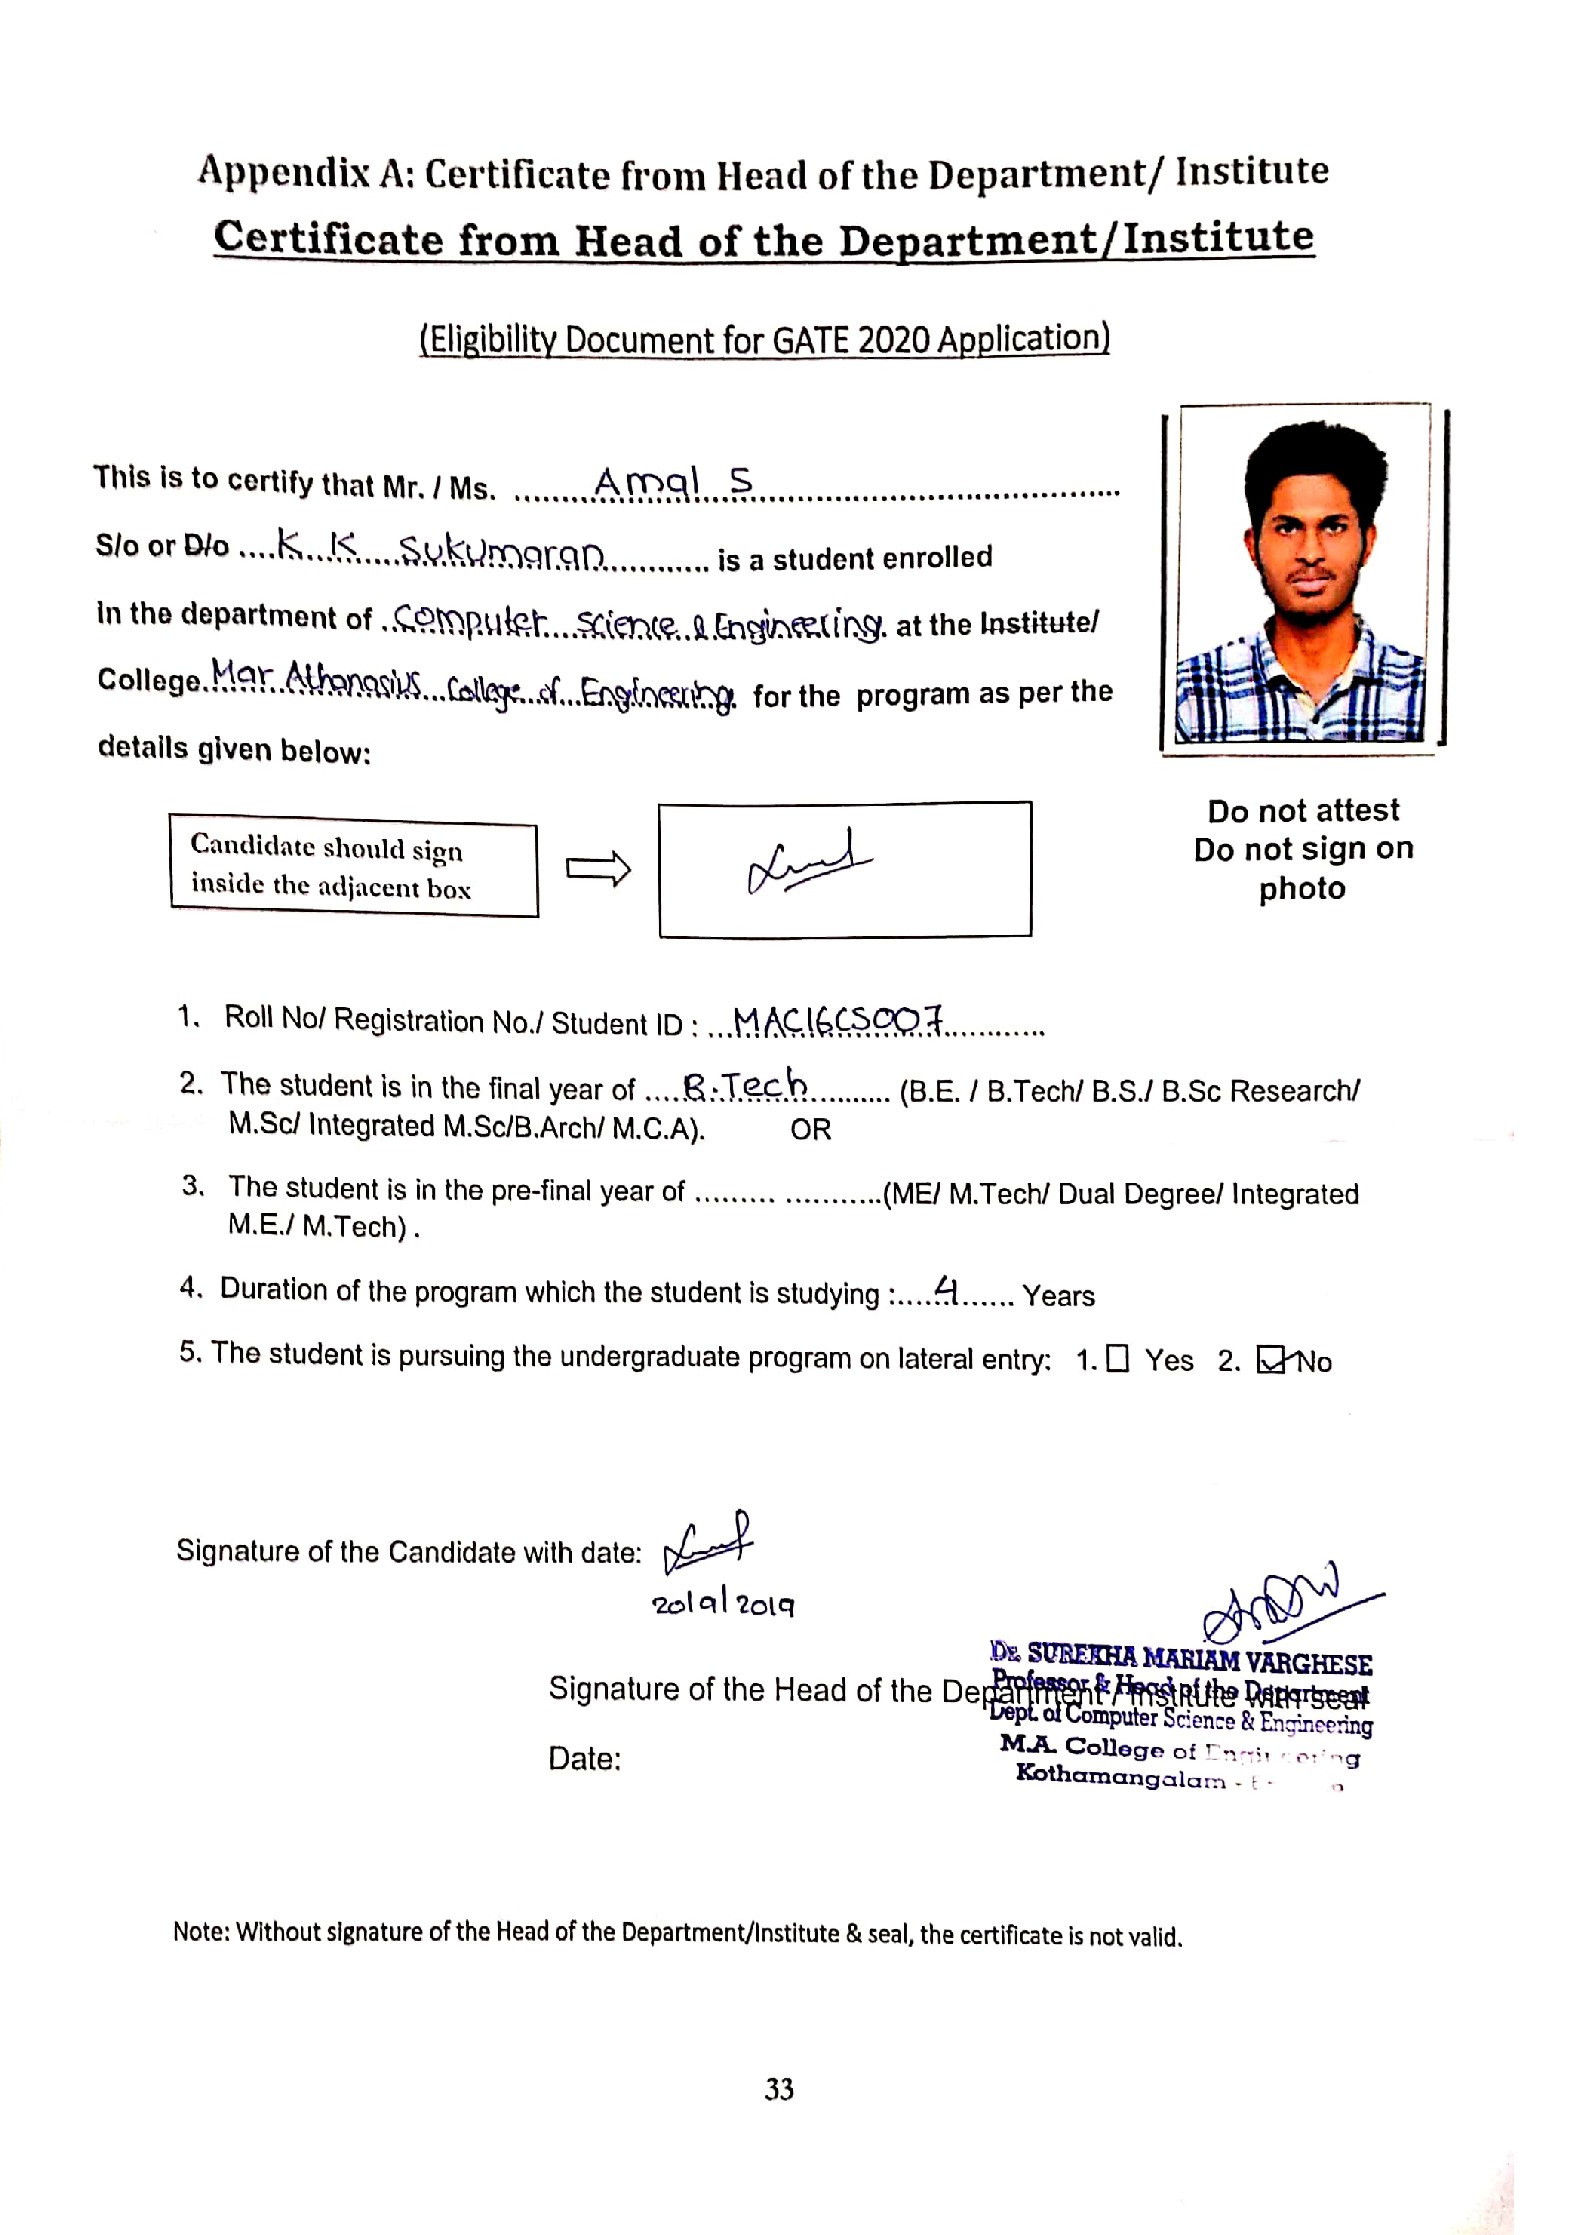 Appendix A: Certificate from Head of the Department/ Institute
Certificate from Head of the Department/Institute
(Eligibility Document for GATE 2020 Application)
This is to certify that Mr. / Ms. .........Amal S.............................................
S/o or D/o ....K...K.....Sukumaran............ is a student enrolled
in the department of ..Computer...Science..&.Engineering. at the Institute/
College..Mar Athanasius...College..of...Engineering. for the program as per the
details given below:
Candidate should sign
inside the adjacent box
Do not attest
Do not sign on
photo
1. Roll No/ Registration No./ Student ID : ...MAC16CS007............
2. The student is in the final year of ....B.Tech.......... (B.E. / B.Tech/ B.S./ B.Sc Research/
M.Sc/ Integrated M.Sc/B.Arch/ M.C.A). OR
3. The student is in the pre-final year of ......... ...........(ME/ M.Tech/ Dual Degree/ Integrated
M.E./ M.Tech) .
4. Duration of the program which the student is studying :.....4...... Years
5. The student is pursuing the undergraduate program on lateral entry: 1. Yes 2. No
Signature of the Candidate with date:
20/9/2019
Dr. SUREKHA MARIAM VARGHESE
Professor & Head of the Department
Signature of the Head of the Department / Institute with seal
Dept. of Computer Science & Engineering
M.A. College of Engineering
Date:
Kothamangalam -
Note: Without signature of the Head of the Department/Institute & seal, the certificate is not valid.
33